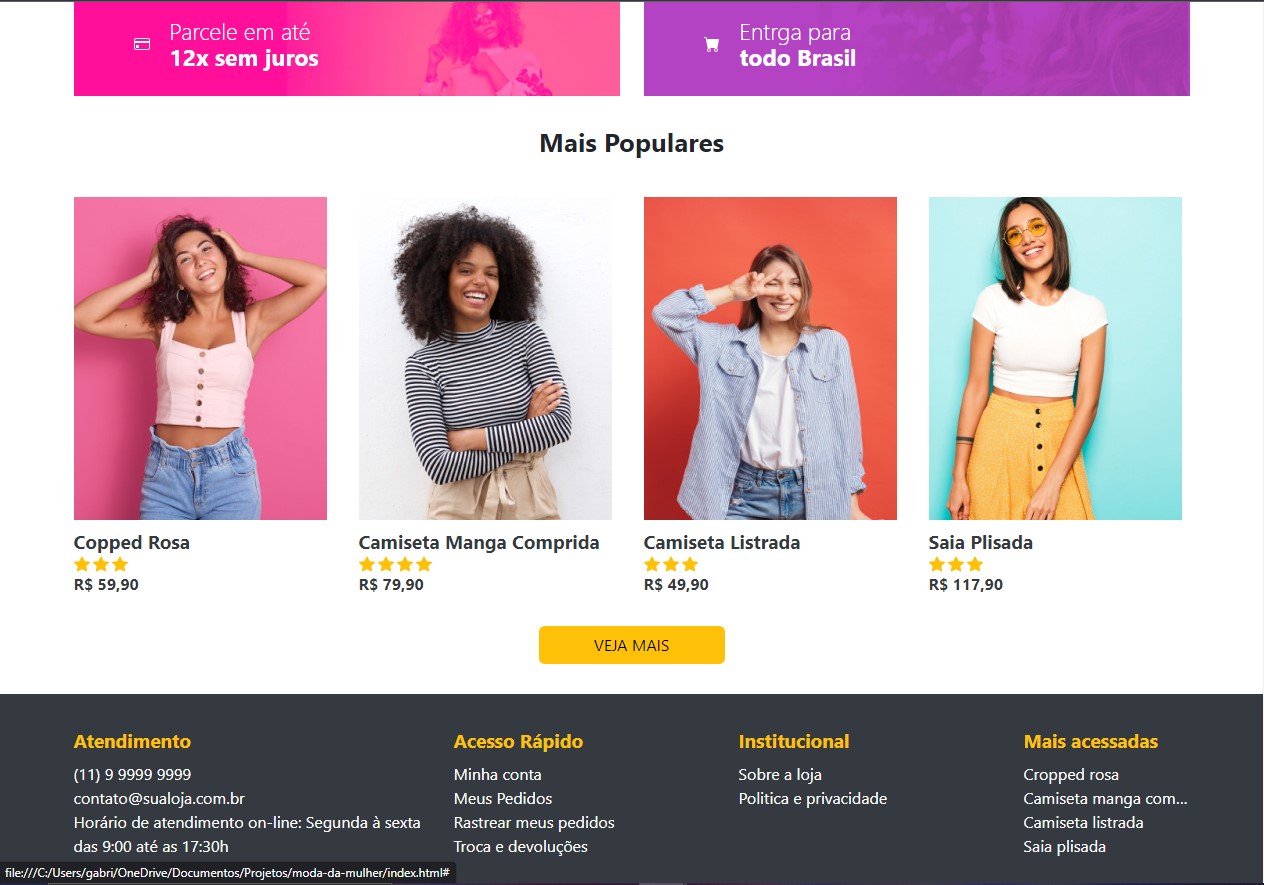 Parcele em até
12x sem juros
Entrga para
todo Brasil
Mais Populares
Copped Rosa
R$ 59,90
Camiseta Manga Comprida
R$ 79,90
Camiseta Listrada
R$ 49,90
Saia Plisada
R$ 117,90
VEJA MAIS
Atendimento
(11) 9 9999 9999
contato@sualoja.com.br
Horário de atendimento on-line: Segunda à sexta
das 9:00 até as 17:30h
Acesso Rápido
Minha conta
Meus Pedidos
Rastrear meus pedidos
Troca e devoluções
Institucional
Sobre a loja
Politica e privacidade
Mais acessadas
Cropped rosa
Camiseta manga com...
Camiseta listrada
Saia plisada
file:///C:/Users/gabri/OneDrive/Documentos/Projetos/moda-da-mulher/index.html#